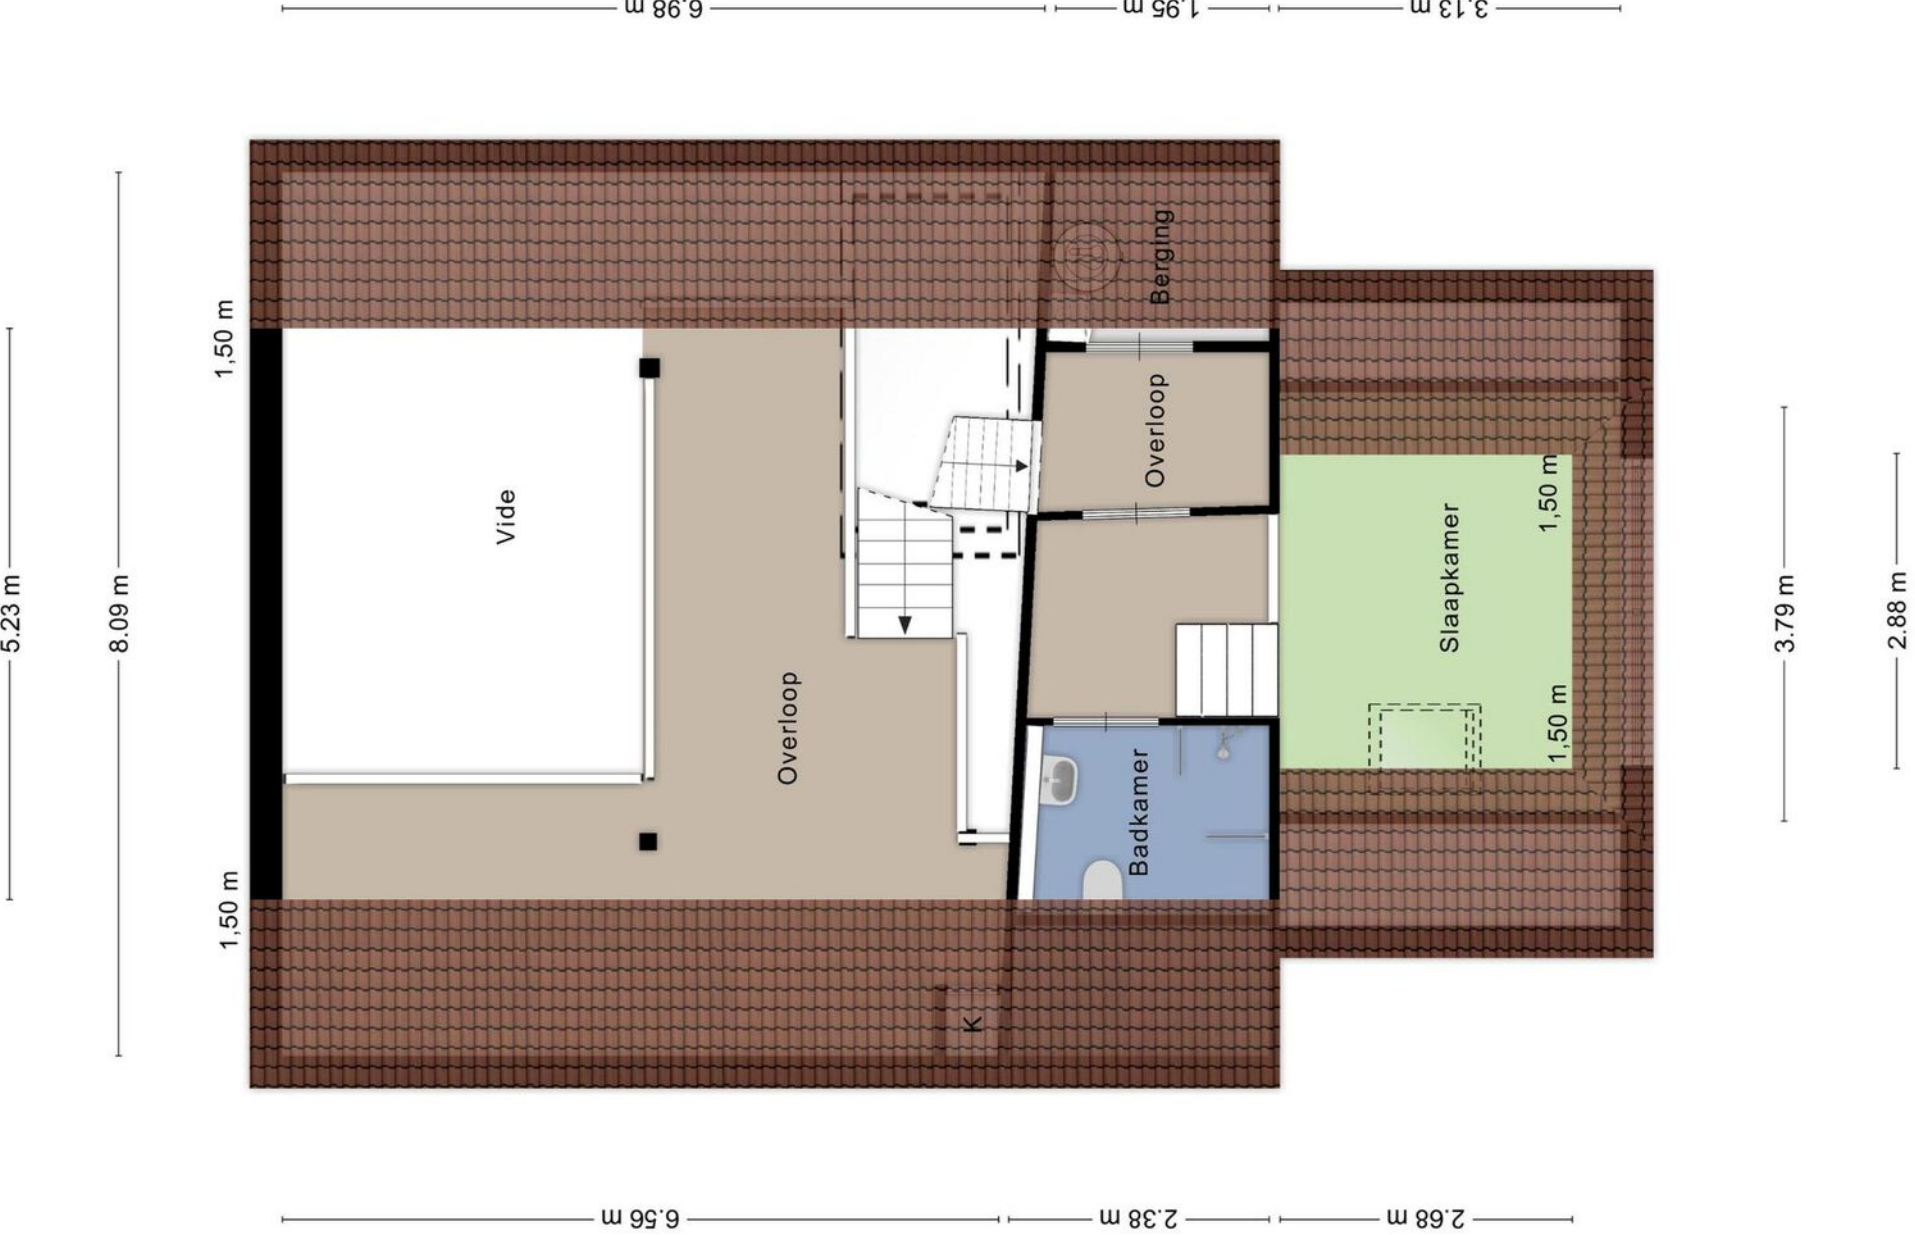 6.98 m
1.95 m
3.13 m
Berging
1,50 m
Overloop
1,50 m
Vide
Slaapkamer
5.23 m
8.09 m
3.79 m
2.88 m
Overloop
1,50 m
Badkamer
1,50 m
K
6.56 m
2.38 m
2.68 m